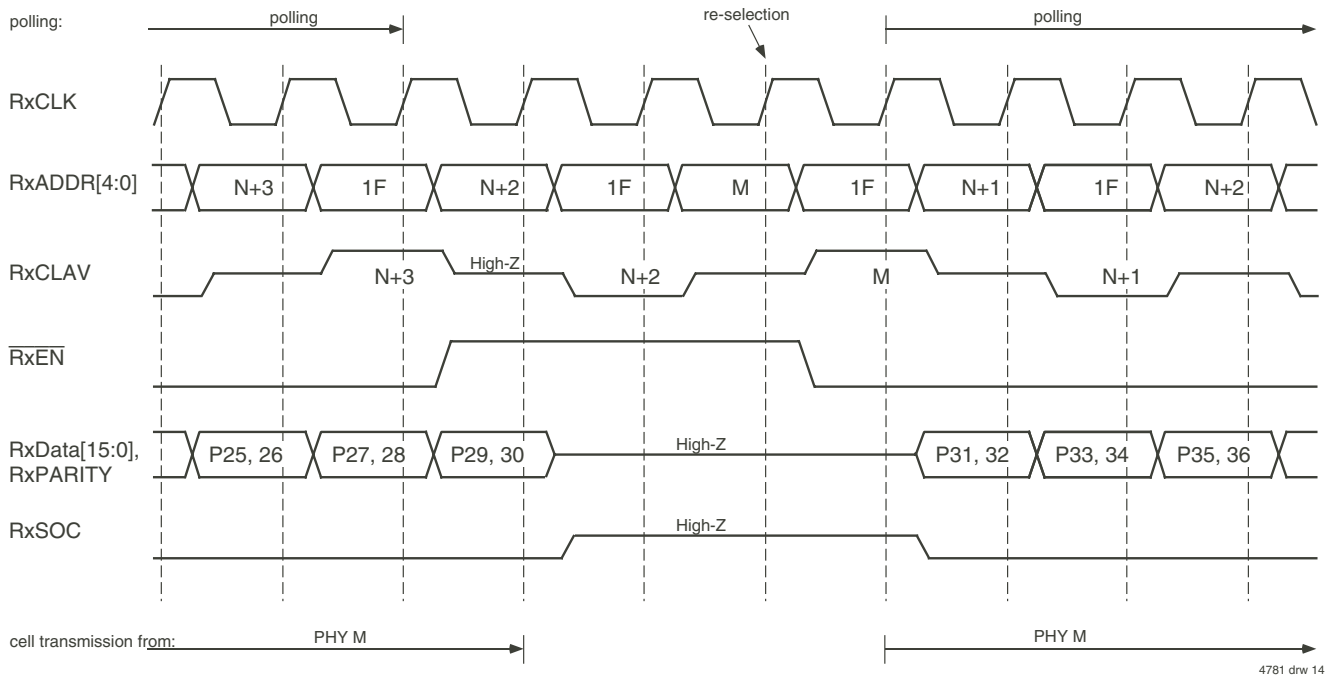 polling: polling re-selection polling
RxCLK
RxADDR[4:0] N+3 1F N+2 1F M 1F N+1 1F N+2
RxCLAV N+3 High-Z N+2 M N+1
RxEN
RxData[15:0], RxPARITY P25, 26 P27, 28 P29, 30 High-Z P31, 32 P33, 34 P35, 36
RxSOC High-Z
cell transmission from: PHY M PHY M
4781 drw 14